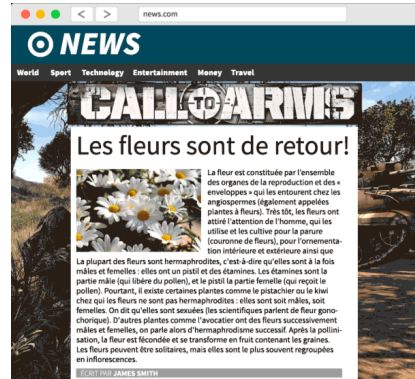 news.com
NEWS
World Sport Technology Entertainment Money Travel
CALL TO ARMS
Les fleurs sont de retour!
La fleur est constituée par l'ensemble
des organes de la reproduction et des «
enveloppes » qui les entourent chez les
angiospermes (également appelées
plantes à fleurs). Très tôt, les fleurs ont
attiré l'attention de l'homme, qui les
utilise et les cultive pour la parure
(couronne de fleurs), pour l'ornementa-
tion intérieure et extérieure ainsi que
La plupart des fleurs sont hermaphrodites, c'est-à-dire qu'elles sont à la fois
mâles et femelles : elles ont un pistil et des étamines. Les étamines sont la
partie mâle (qui libère du pollen), et le pistil la partie femelle (qui reçoit le
pollen). Pourtant, il existe certaines plantes comme le pistachier ou le kiwi
chez qui les fleurs ne sont pas hermaphrodites : elles sont soit mâles, soit
femelles. On dit qu'elles sont sexuées (les scientifiques parlent de fleur gono-
chorique). D'autres plantes comme l'avocatier ont des fleurs successivement
mâles et femelles, on parle alors d'hermaphrodisme successif. Après la pollini-
sation, la fleur est fécondée et se transforme en fruit contenant les graines.
Les fleurs peuvent être solitaires, mais elles sont le plus souvent regroupées
en inflorescences.
ÉCRIT PAR JAMES SMITH